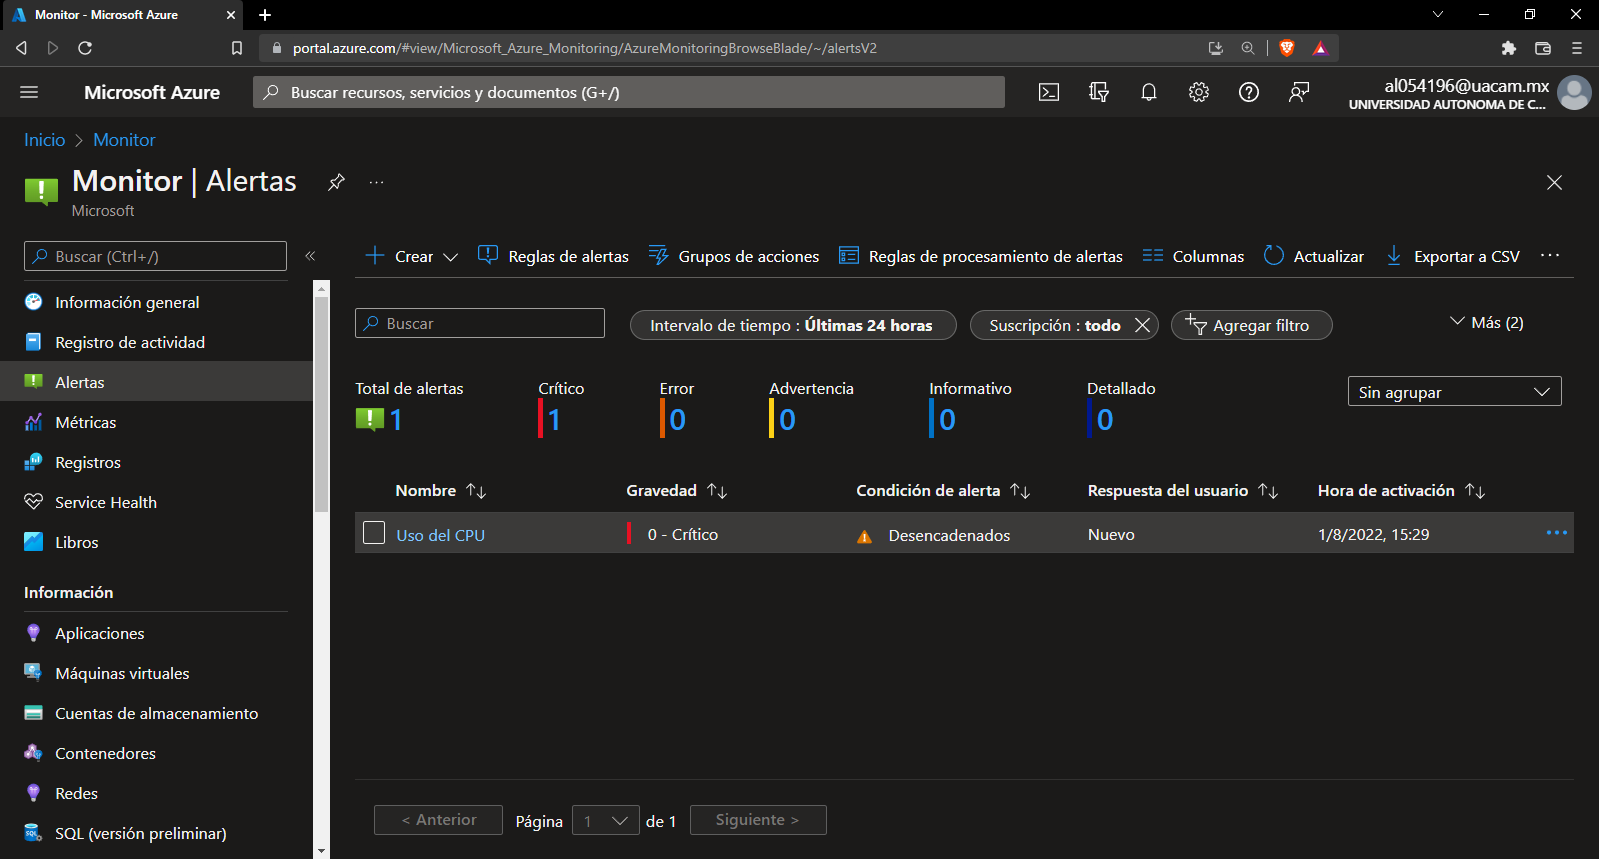 Monitor - Microsoft Azure
portal.azure.com/#view/Microsoft_Azure_Monitoring/AzureMonitoringBrowseBlade/~/alertsV2
Microsoft Azure
Buscar recursos, servicios y documentos (G+/)
al054196@uacam.mx
UNIVERSIDAD AUTONOMA DE C...
Inicio > Monitor
Monitor | Alertas
Microsoft
Buscar (Ctrl+/)
Información general
Registro de actividad
Alertas
Métricas
Registros
Service Health
Libros
Información
Aplicaciones
Máquinas virtuales
Cuentas de almacenamiento
Contenedores
Redes
SQL (versión preliminar)
Crear Reglas de alertas Grupos de acciones Reglas de procesamiento de alertas Columnas Actualizar Exportar a CSV ...
Buscar Intervalo de tiempo : Últimas 24 horas Suscripción : todo Agregar filtro Más (2)
Total de alertas Crítico Error Advertencia Informativo Detallado
1 1 0 0 0 0
Sin agrupar
Nombre Gravedad Condición de alerta Respuesta del usuario Hora de activación
Uso del CPU 0 - Crítico Desencadenados Nuevo 1/8/2022, 15:29
< Anterior Página 1 de 1 Siguiente >